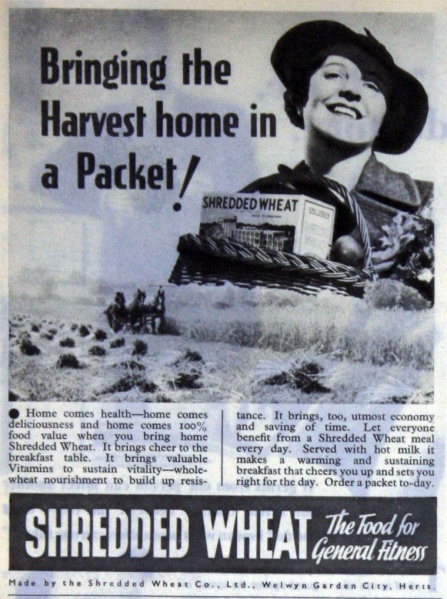 Bringing the
Harvest home in
a Packet!
SHREDDED WHEAT
● Home comes health—home comes
deliciousness and home comes 100%
food value when you bring home
Shredded Wheat. It brings cheer to the
breakfast table. It brings valuable
Vitamins to sustain vitality—whole-
wheat nourishment to build up resis-
tance. It brings, too, utmost economy
and saving of time. Let everyone
benefit from a Shredded Wheat meal
every day. Served with hot milk it
makes a warming and sustaining
breakfast that cheers you up and sets you
right for the day. Order a packet to-day.
SHREDDED WHEAT
The Food for
General Fitness
Made by the Shredded Wheat Co., Ltd., Welwyn Garden City, Herts